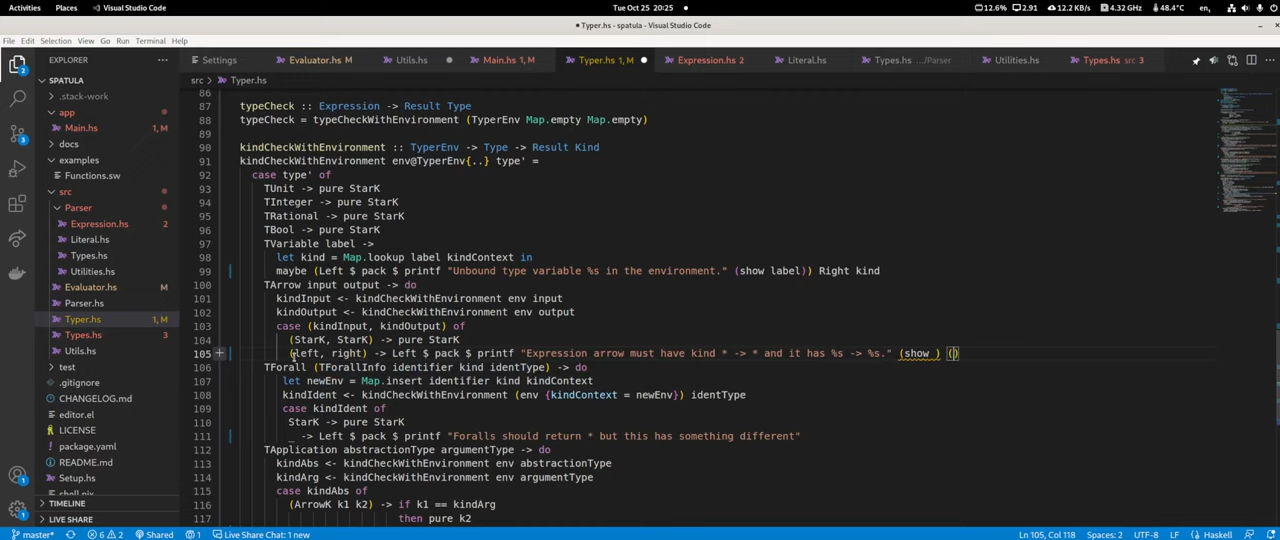 Activities Places Visual Studio Code Tue Oct 25 20:25 12.6% 2.91 12.2 KB/s 4.32 GHz 48.4°C en
• Typer.hs - spatula - Visual Studio Code
File Edit Selection View Go Run Terminal Help
EXPLORER ··· Settings Evaluator.hs M Utils.hs Main.hs 1, M Typer.hs 1, M Expression.hs 2 Literal.hs Types.hs .../Parser Utilities.hs Types.hs 3
SPATULA
src > Typer.hs
.stack-work
app
Main.hs 1, M
docs
examples
Functions.sw
src
Parser
Expression.hs 2
Literal.hs
Types.hs
Utilities.hs
Evaluator.hs M
Parser.hs
Typer.hs 1, M
Types.hs 3
Utils.hs
test
.gitignore
CHANGELOG.md
editor.el
LICENSE
package.yaml
README.md
Setup.hs
shell.nix
TIMELINE
LIVE SHARE
86
87 typeCheck :: Expression -> Result Type
88 typeCheck = typeCheckWithEnvironment (TyperEnv Map.empty Map.empty)
89
90 kindCheckWithEnvironment :: TyperEnv -> Type -> Result Kind
91 kindCheckWithEnvironment env@TyperEnv{..} type' =
92 case type' of
93 TUnit -> pure StarK
94 TInteger -> pure StarK
95 TRational -> pure StarK
96 TBool -> pure StarK
97 TVariable label ->
98 let kind = Map.lookup label kindContext in
99 maybe (Left $ pack $ printf "Unbound type variable %s in the environment." (show label)) Right kind
100 TArrow input output -> do
101 kindInput <- kindCheckWithEnvironment env input
102 kindOutput <- kindCheckWithEnvironment env output
103 case (kindInput, kindOutput) of
104 (StarK, StarK) -> pure StarK
105 (left, right) -> Left $ pack $ printf "Expression arrow must have kind * -> * and it has %s -> %s." (show ) ()
106 TForall (TForallInfo identifier kind identType) -> do
107 let newEnv = Map.insert identifier kind kindContext
108 kindIdent <- kindCheckWithEnvironment (env {kindContext = newEnv}) identType
109 case kindIdent of
110 StarK -> pure StarK
111 _ -> Left $ pack $ printf "Foralls should return * but this has something different"
112 TApplication abstractionType argumentType -> do
113 kindAbs <- kindCheckWithEnvironment env abstractionType
114 kindArg <- kindCheckWithEnvironment env argumentType
115 case kindAbs of
116 (ArrowK k1 k2) -> if k1 == kindArg
117 then pure k2
master* 6 2 Shared 1 Live Share Chat: 1 new Ln 105, Col 118 Spaces: 2 UTF-8 LF Haskell